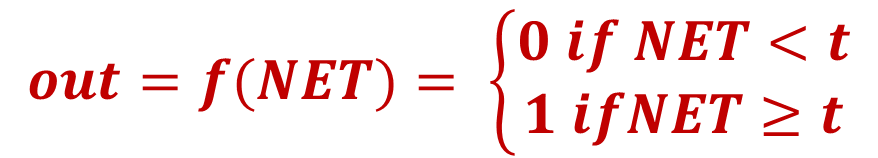 out = f(NET) = { 0 if NET < t
1 ifNET ≥ t